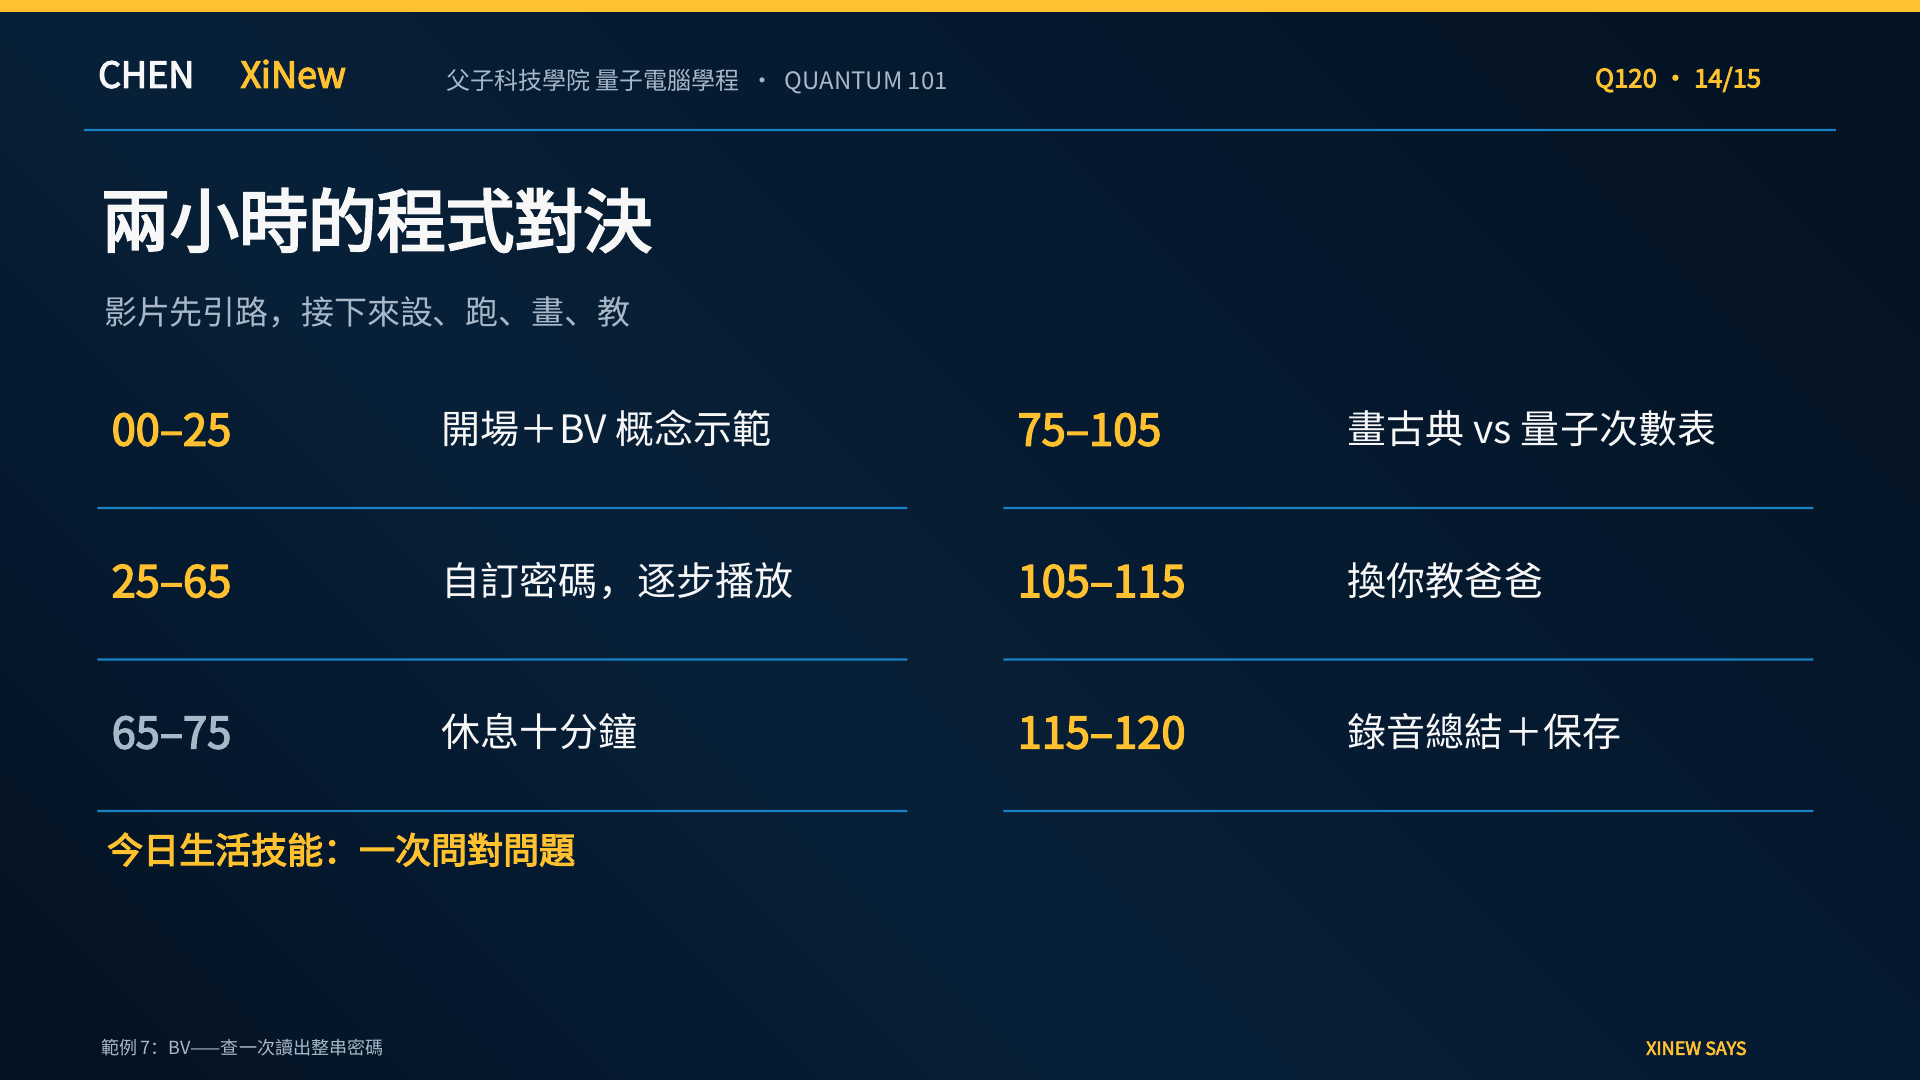 CHEN XiNew 父子科技學院 量子電腦學程 · QUANTUM 101 Q120 · 14/15
兩小時的程式對決
影片先引路，接下來設、跑、畫、教
00–25 開場＋BV 概念示範
25–65 自訂密碼，逐步播放
65–75 休息十分鐘
75–105 畫古典 vs 量子次數表
105–115 換你教爸爸
115–120 錄音總結＋保存
今日生活技能：一次問對問題
範例 7：BV——查一次讀出整串密碼 XINEW SAYS